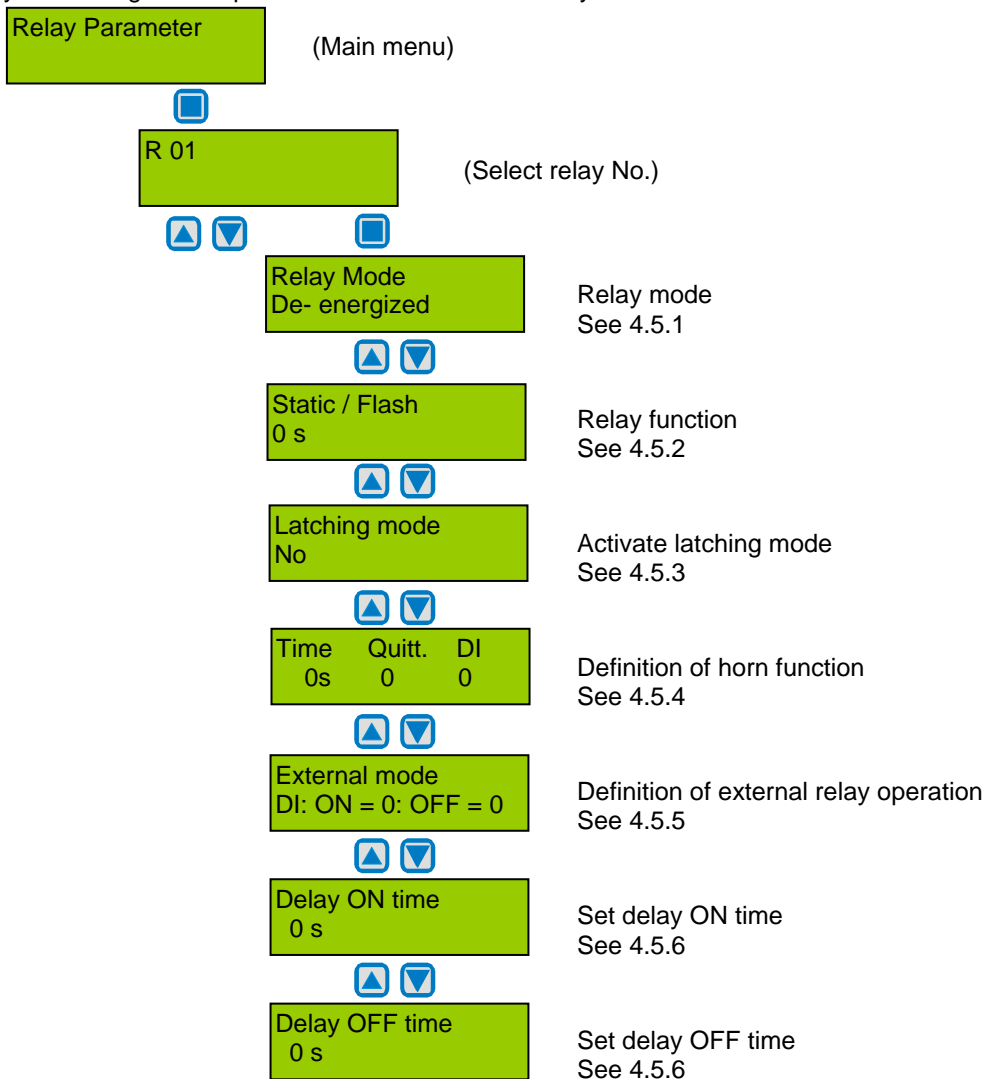 Relay Parameter
(Main menu)
R 01
(Select relay No.)
Relay Mode
De- energized
Relay mode
See 4.5.1
Static / Flash
0 s
Relay function
See 4.5.2
Latching mode
No
Activate latching mode
See 4.5.3
Time Quitt. DI
0s 0 0
Definition of horn function
See 4.5.4
External mode
DI: ON = 0: OFF = 0
Definition of external relay operation
See 4.5.5
Delay ON time
0 s
Set delay ON time
See 4.5.6
Delay OFF time
0 s
Set delay OFF time
See 4.5.6